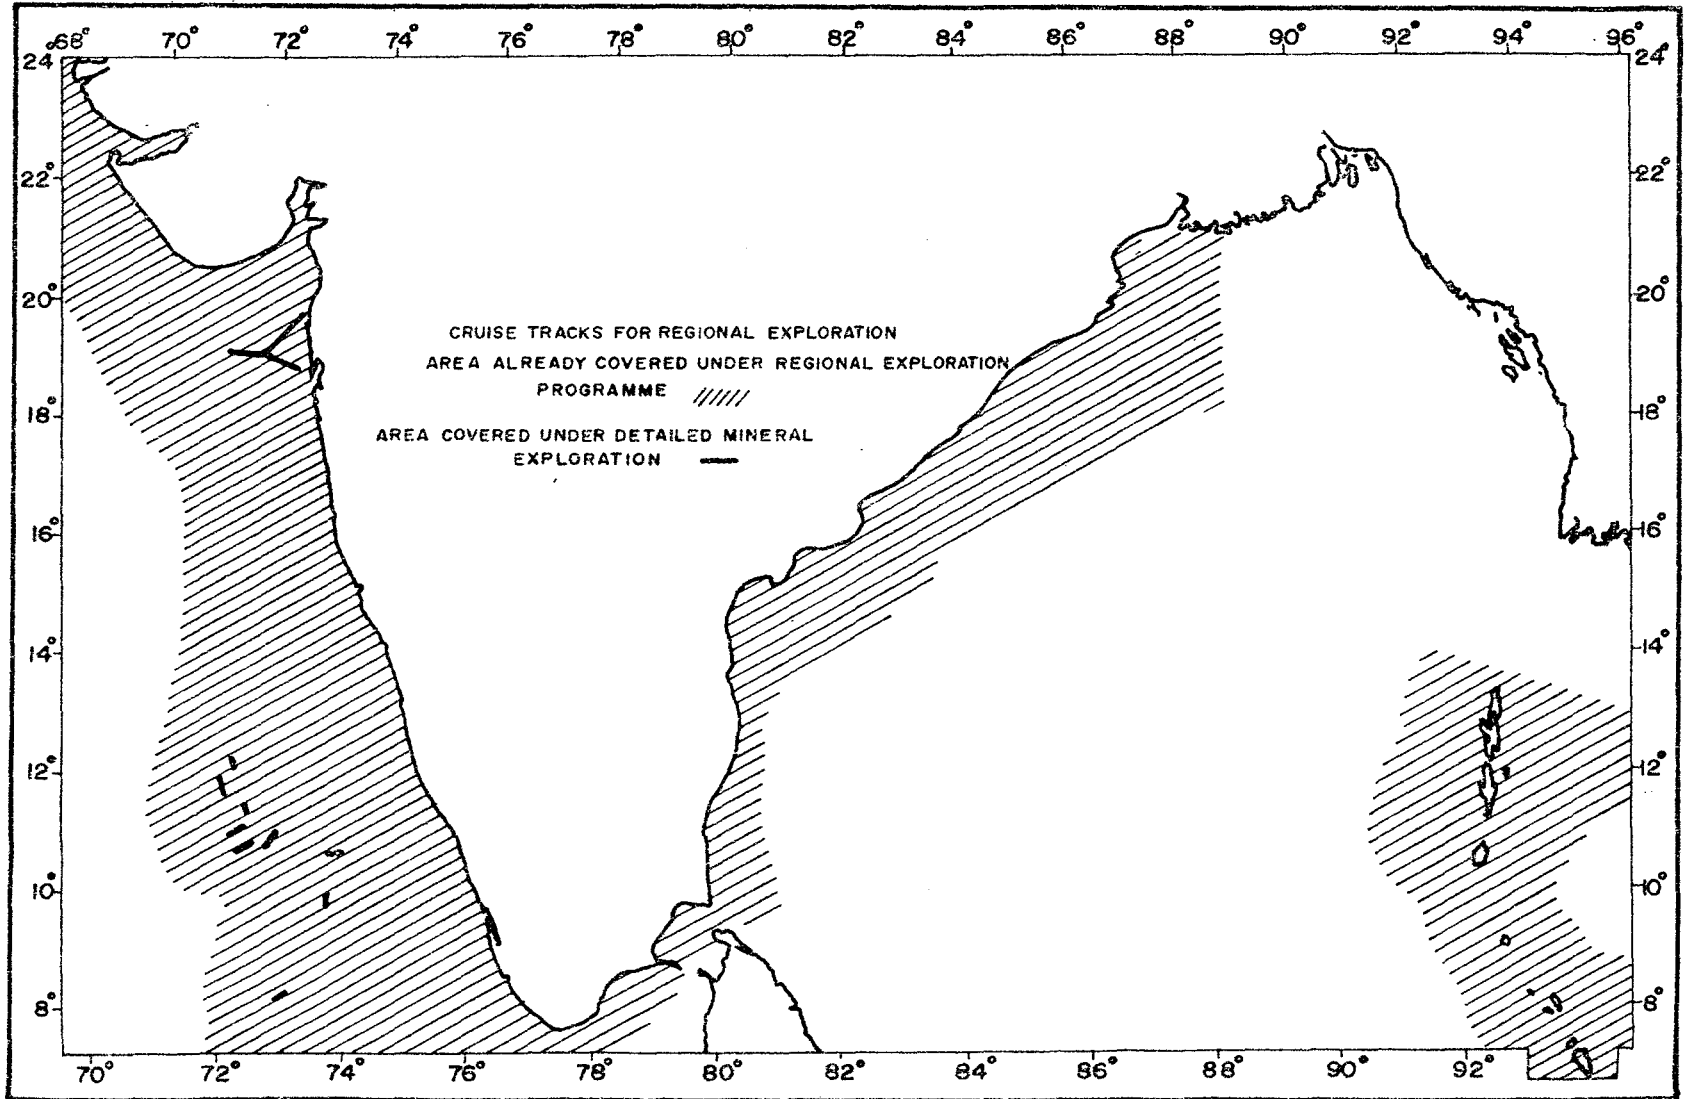 68° 70° 72° 74° 76° 78° 80° 82° 84° 86° 88° 90° 92° 94° 96°
24° 24°
22° 22°
20° 20°
CRUISE TRACKS FOR REGIONAL EXPLORATION
AREA ALREADY COVERED UNDER REGIONAL EXPLORATION
PROGRAMME
18° 18°
AREA COVERED UNDER DETAILED MINERAL
EXPLORATION
16° 16°
14° 14°
12° 12°
10° 10°
8° 8°
70° 72° 74° 76° 78° 80° 82° 84° 86° 88° 90° 92°